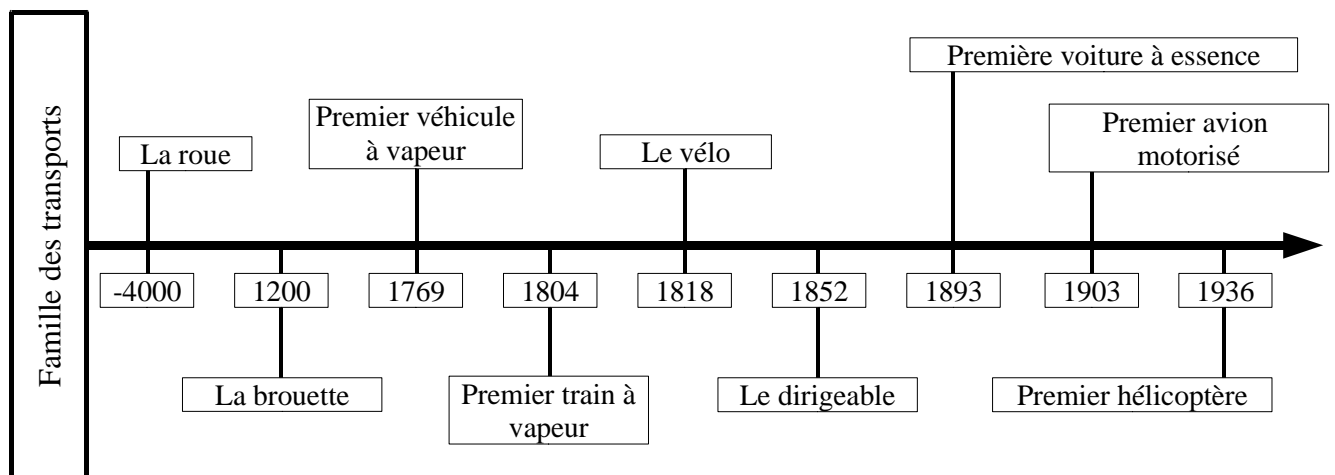 Famille des transports
Première voiture à essence
Premier véhicule
à vapeur
Premier avion
motorisé
La roue
Le vélo
-4000
1200
1769
1804
1818
1852
1893
1903
1936
La brouette
Premier train à
vapeur
Le dirigeable
Premier hélicoptère